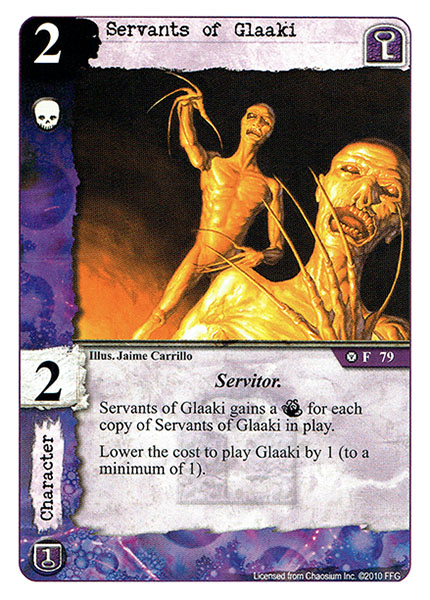 2
Servants of Glaaki
Illus. Jaime Carrillo
F 79
2
Servitor.
Servants of Glaaki gains a for each
copy of Servants of Glaaki in play.
Lower the cost to play Glaaki by 1 (to a
minimum of 1).
Character
1
Licensed from Chaosium Inc. ©2010 FFG